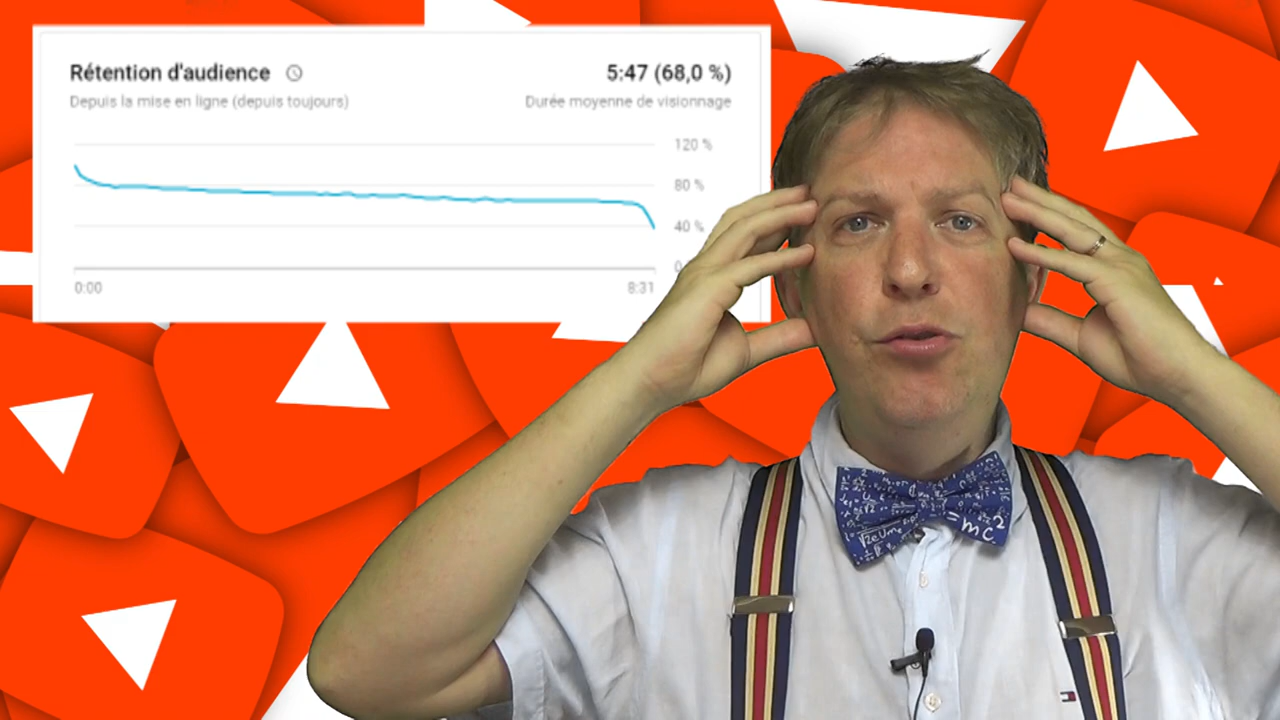 Rétention d'audience
5:47 (68,0 %)
Depuis la mise en ligne (depuis toujours)
Durée moyenne de visionnage
120 %
80 %
40 %
0:00
8:31
=mc²